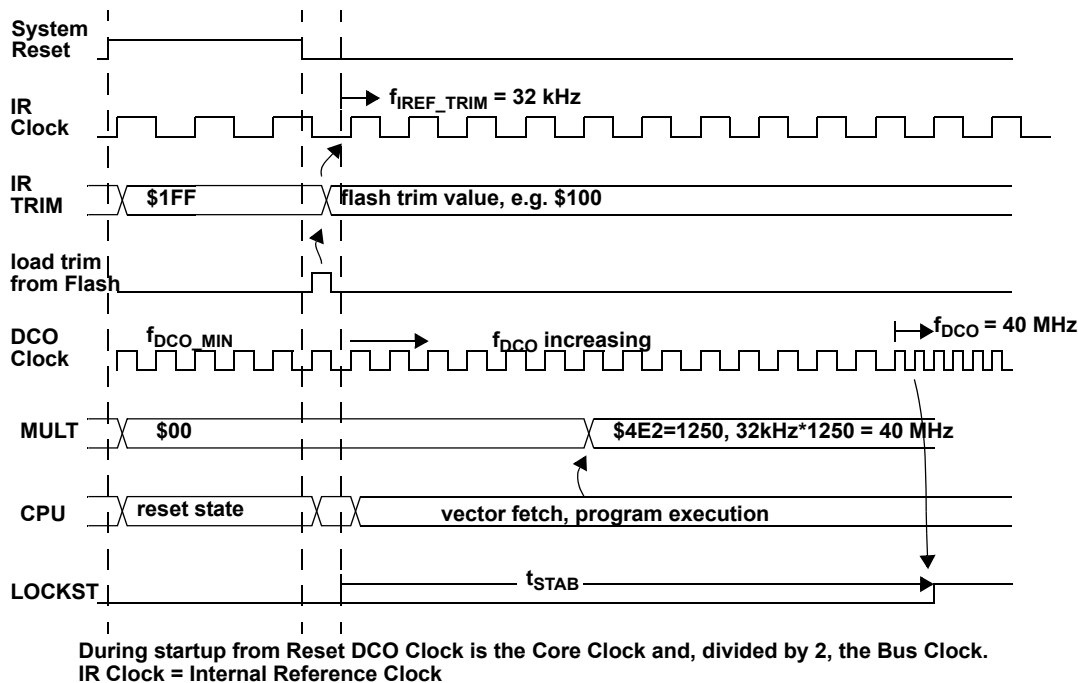 System
Reset
f_IREF_TRIM = 32 kHz
IR
Clock
IR
TRIM
$1FF
flash trim value, e.g. $100
load trim
from Flash
f_DCO = 40 MHz
DCO
Clock
f_DCO_MIN
f_DCO increasing
MULT
$00
$4E2=1250, 32kHz*1250 = 40 MHz
CPU
reset state
vector fetch, program execution
LOCKST
t_STAB
During startup from Reset DCO Clock is the Core Clock and, divided by 2, the Bus Clock.
IR Clock = Internal Reference Clock